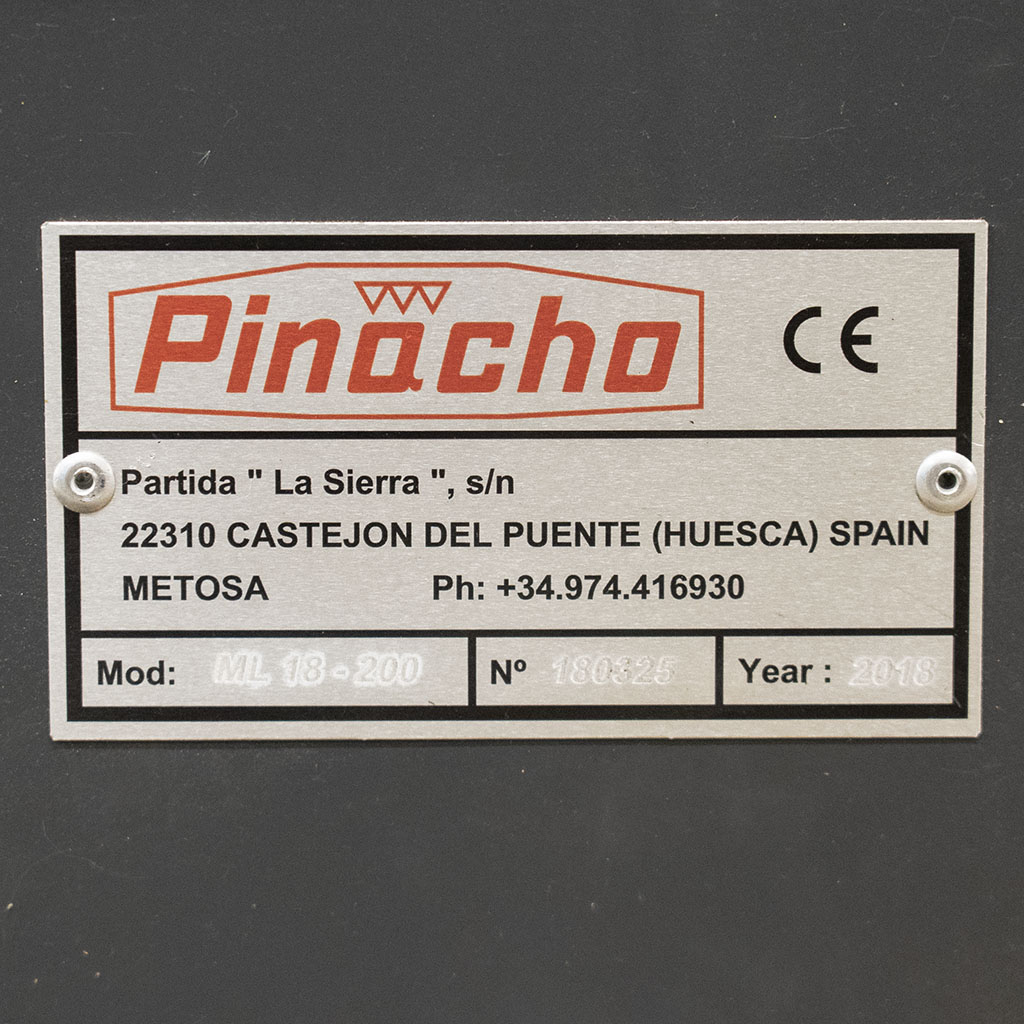 Pinacho CE
Partida " La Sierra ", s/n
22310 CASTEJON DEL PUENTE (HUESCA) SPAIN
METOSA Ph: +34.974.416930
Mod: ML 18-200 Nº 180325 Year : 2018